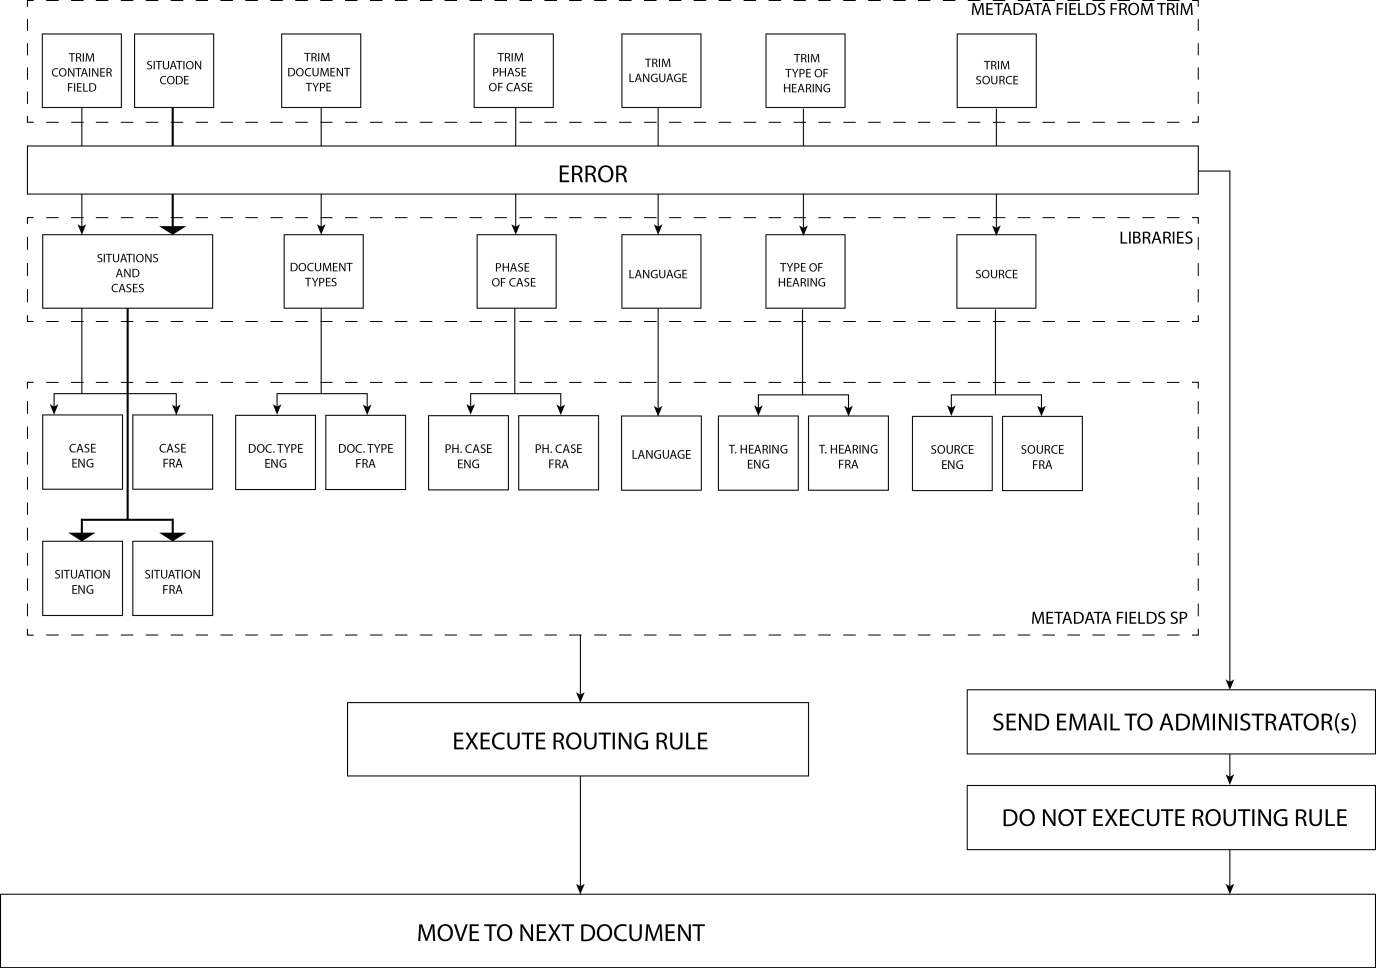 METADATA FIELDS FROM TRIM
TRIM
CONTAINER
FIELD
SITUATION
CODE
TRIM
DOCUMENT
TYPE
TRIM
PHASE
OF CASE
TRIM
LANGUAGE
TRIM
TYPE OF
HEARING
TRIM
SOURCE
ERROR
LIBRARIES
SITUATIONS
AND
CASES
DOCUMENT
TYPES
PHASE
OF CASE
LANGUAGE
TYPE OF
HEARING
SOURCE
CASE
ENG
CASE
FRA
DOC. TYPE
ENG
DOC. TYPE
FRA
PH. CASE
ENG
PH. CASE
FRA
LANGUAGE
T. HEARING
ENG
T. HEARING
FRA
SOURCE
ENG
SOURCE
FRA
SITUATION
ENG
SITUATION
FRA
METADATA FIELDS SP
EXECUTE ROUTING RULE
SEND EMAIL TO ADMINISTRATOR(s)
DO NOT EXECUTE ROUTING RULE
MOVE TO NEXT DOCUMENT